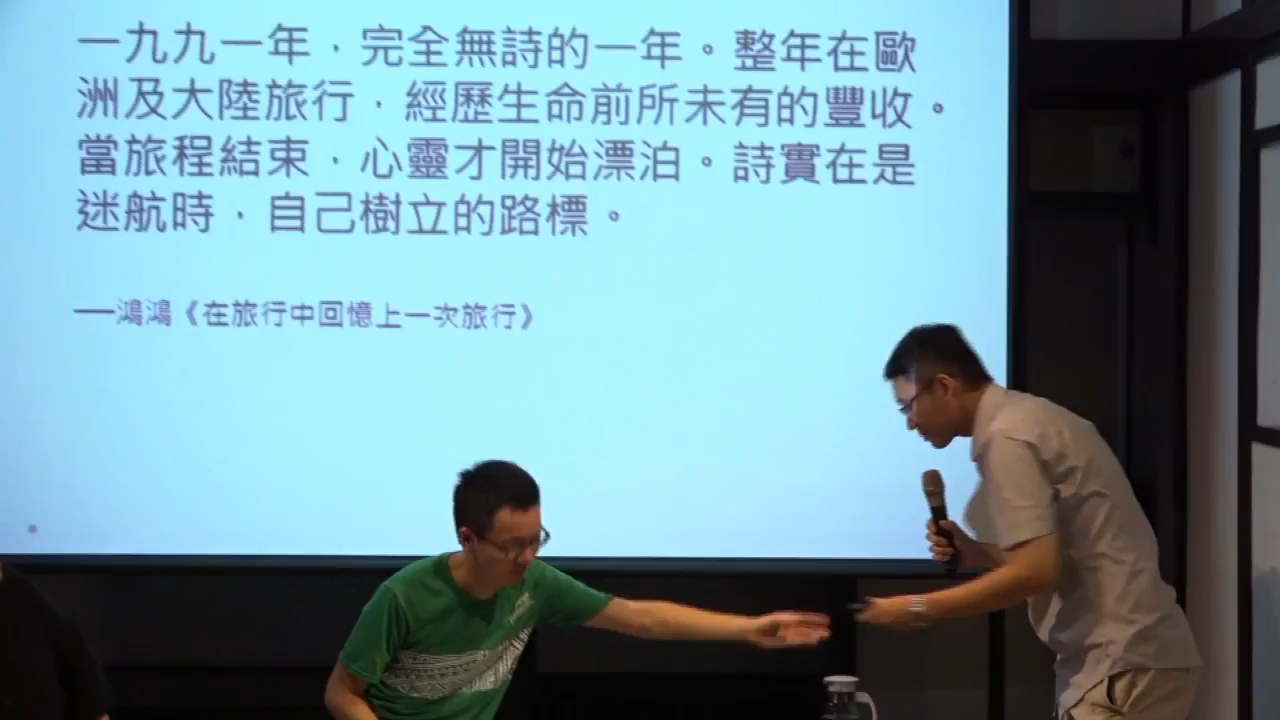 一九九一年，完全無詩的一年。整年在歐
洲及大陸旅行，經歷生命前所未有的豐收。
當旅程結束，心靈才開始漂泊。詩實在是
迷航時，自己樹立的路標。
──鴻鴻《在旅行中回憶上一次旅行》